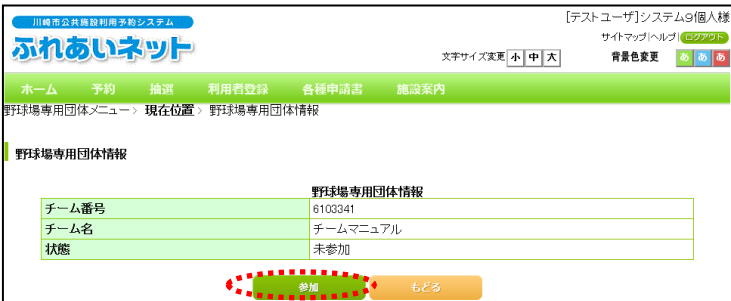 川崎市公共施設利用予約システム
ふれあいネット
[テストユーザ]システム9個人様
サイトマップ|ヘルプ|ログアウト
文字サイズ変更 小 中 大
背景色変更 あ あ あ
ホーム 予約 抽選 利用者登録 各種申請書 施設案内
野球場専用団体メニュー> 現在位置> 野球場専用団体情報
野球場専用団体情報
野球場専用団体情報
チーム番号 6103341
チーム名 チームマニュアル
状態 未参加
参加 もどる